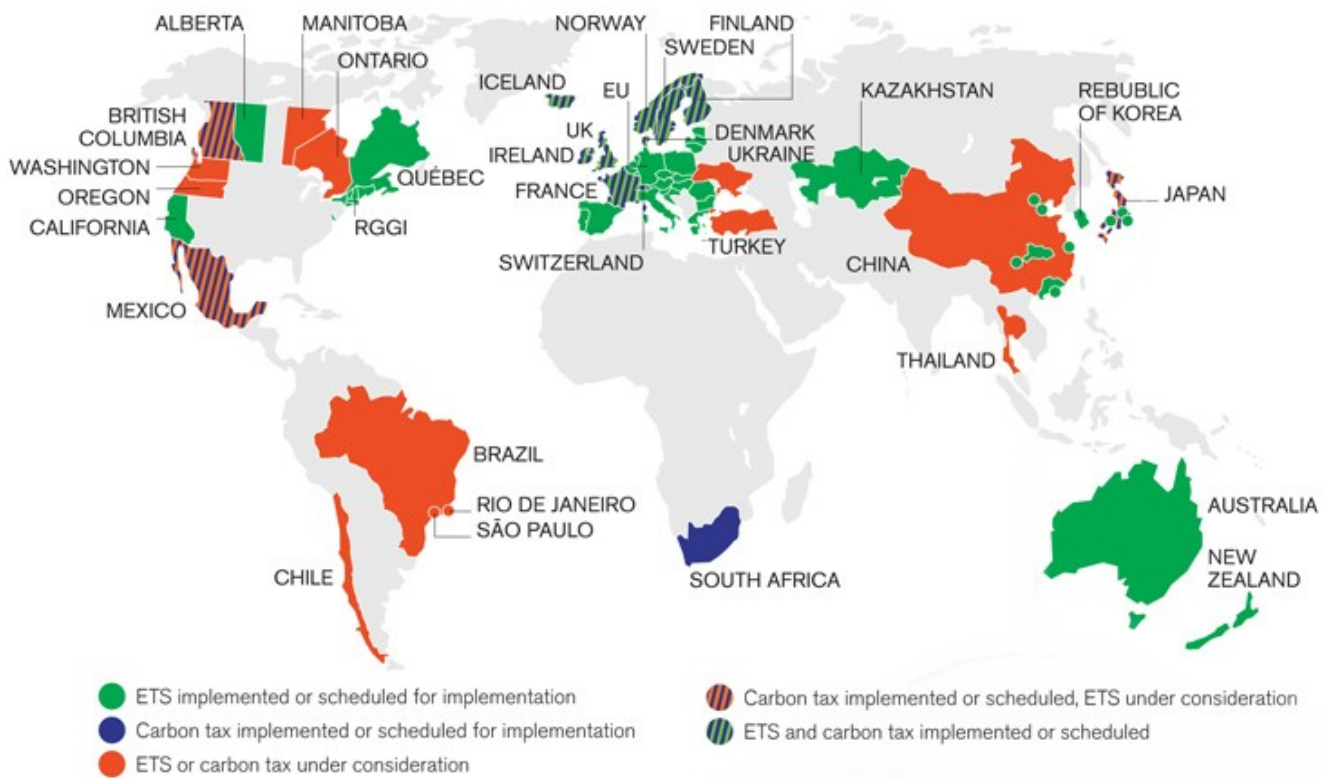 ALBERTA
MANITOBA
ONTARIO
NORWAY
FINLAND
SWEDEN
ICELAND
EU
KAZAKHSTAN
REPUBLIC
OF KOREA
BRITISH
COLUMBIA
UK
DENMARK
WASHINGTON
IRELAND
UKRAINE
QUÉBEC
OREGON
FRANCE
JAPAN
CALIFORNIA
RGGI
TURKEY
SWITZERLAND
CHINA
MEXICO
THAILAND
BRAZIL
RIO DE JANEIRO
SÃO PAULO
AUSTRALIA
NEW
ZEALAND
CHILE
SOUTH AFRICA
ETS implemented or scheduled for implementation
Carbon tax implemented or scheduled for implementation
ETS or carbon tax under consideration
Carbon tax implemented or scheduled, ETS under consideration
ETS and carbon tax implemented or scheduled